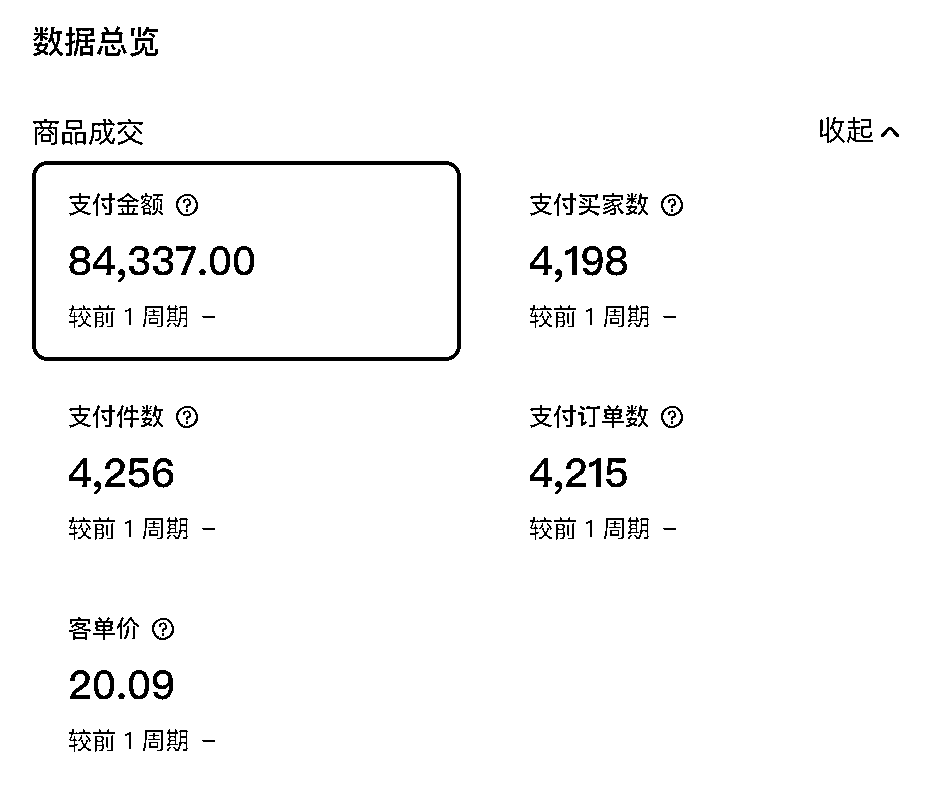 数据总览
商品成交 收起
支付金额 支付买家数
84,337.00 4,198
较前 1 周期 – 较前 1 周期 –
支付件数 支付订单数
4,256 4,215
较前 1 周期 – 较前 1 周期 –
客单价
20.09
较前 1 周期 –